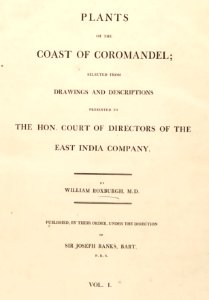 PLANTS
OF THE
COAST OF COROMANDEL;
SELECTED FROM
DRAWINGS AND DESCRIPTIONS
PRESENTED TO
THE HON. COURT OF DIRECTORS OF THE
EAST INDIA COMPANY.
BY
WILLIAM ROXBURGH, M.D.
PUBLISHED, BY THEIR ORDER, UNDER THE DIRECTION
OF
SIR JOSEPH BANKS, BART.
P.R.S.
VOL. I.